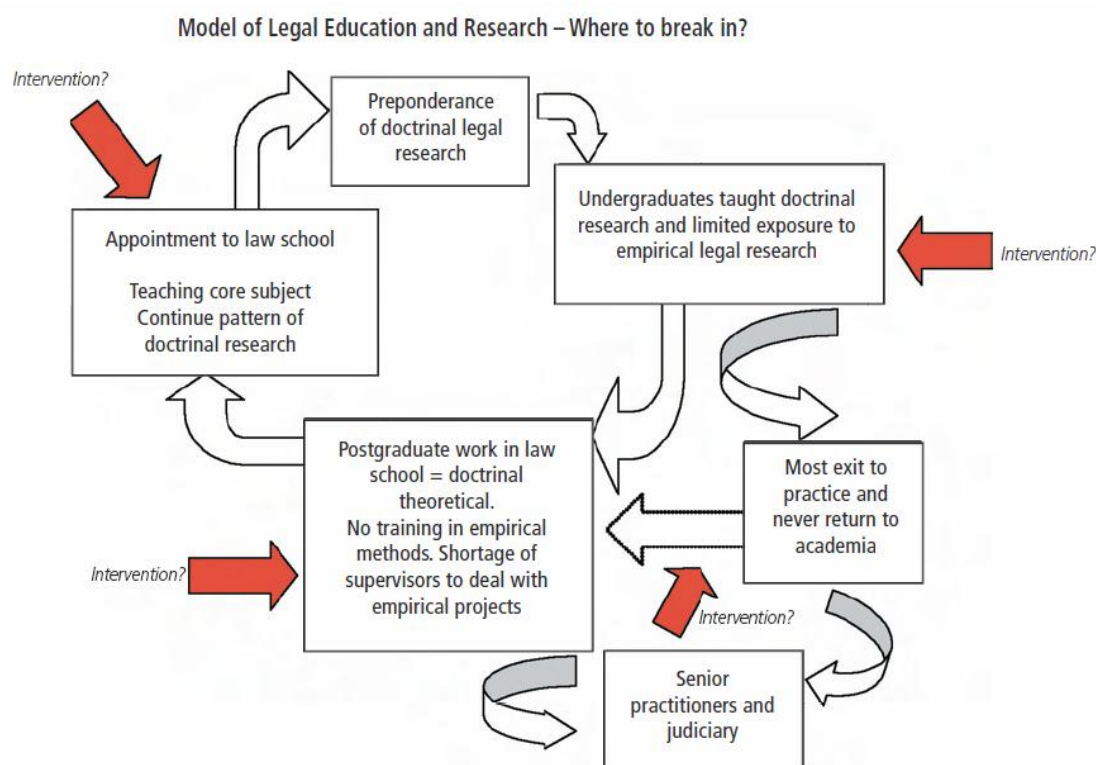 Model of Legal Education and Research – Where to break in?
Intervention?
Preponderance
of doctrinal legal
research
Undergraduates taught doctrinal
research and limited exposure to
empirical legal research
Intervention?
Appointment to law school
Teaching core subject
Continue pattern of
doctrinal research
Postgraduate work in law
school = doctrinal
theoretical.
No training in empirical
methods. Shortage of
supervisors to deal with
empirical projects
Most exit to
practice and
never return to
academia
Intervention?
Intervention?
Senior
practitioners and
judiciary